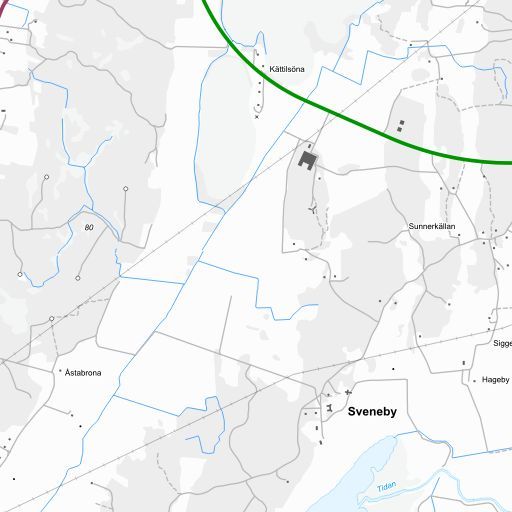 Kättilsöna
80
Sunnerkällan
Sigge
Åstabrona
Hageby
Sveneby
Tidan